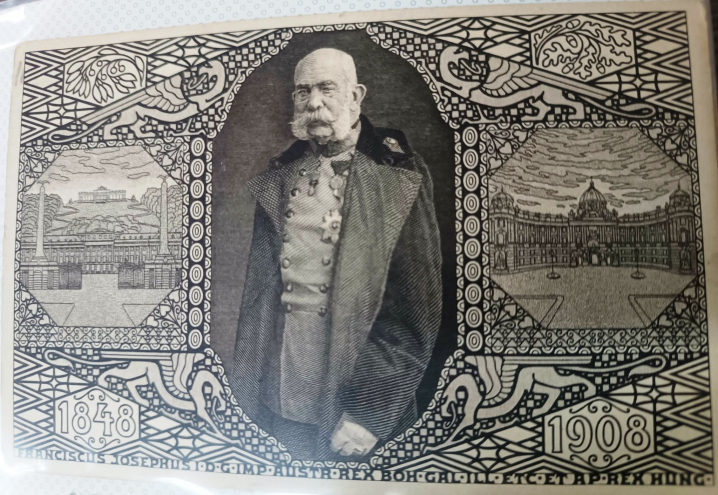 1848
1908
FRANCISCUS JOSEPHUS·I·D·G·IMP·AUSTR·REX BOH·GAL·ILL·ETC·ET AP·REX HUNG·